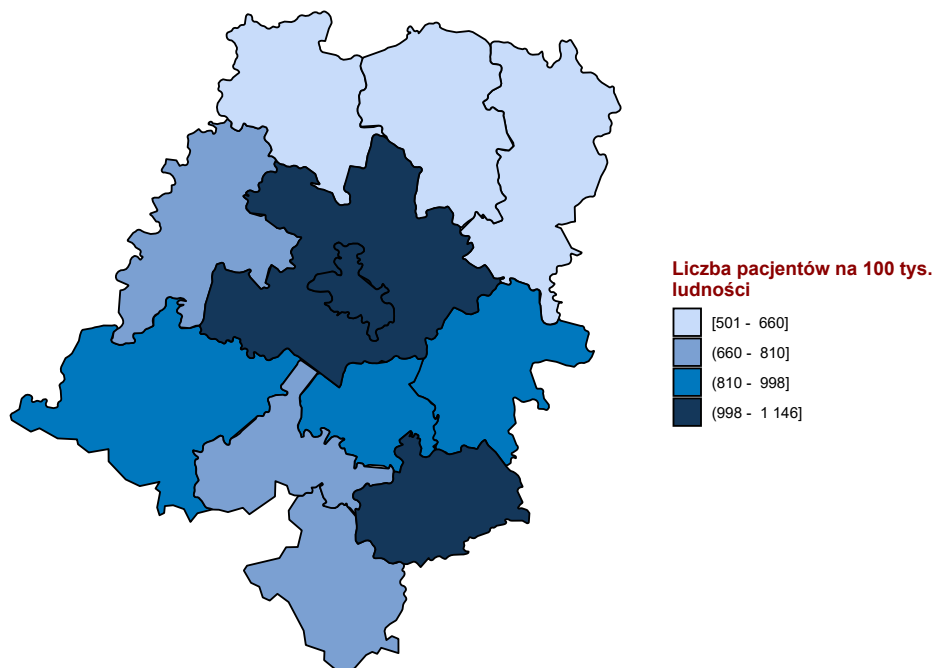 Liczba pacjentów na 100 tys.
ludności
[501 - 660]
(660 - 810]
(810 - 998]
(998 - 1 146]